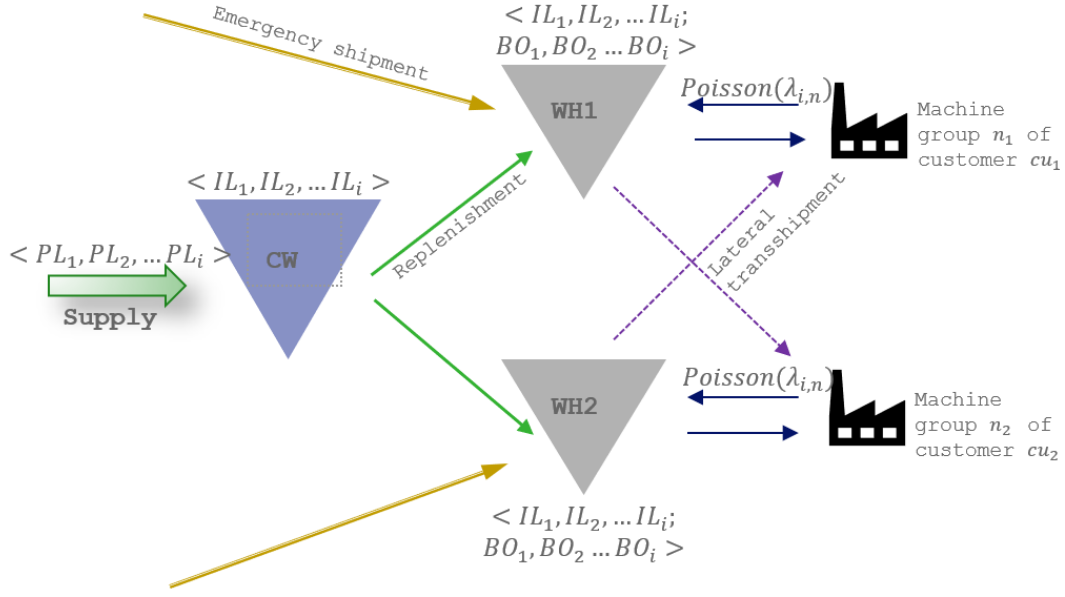 Emergency shipment
< IL₁, IL₂, … ILᵢ;
BO₁, BO₂ … BOᵢ >
WH1
Poisson(λᵢ,ₙ)
Machine
group n₁ of
customer cu₁
< IL₁, IL₂, … ILᵢ >
CW
< PL₁, PL₂, … PLᵢ >
Supply
Replenishment
Lateral
transshipment
WH2
Poisson(λᵢ,ₙ)
Machine
group n₂ of
customer cu₂
< IL₁, IL₂, … ILᵢ;
BO₁, BO₂ … BOᵢ >